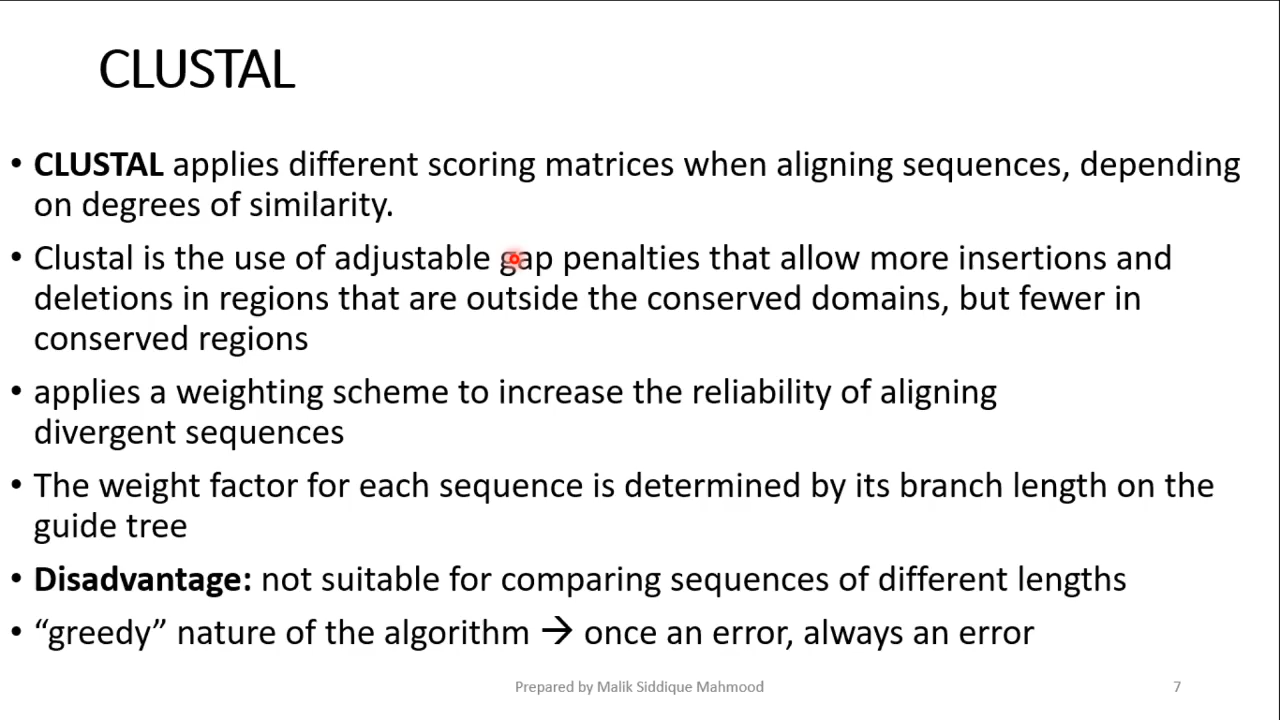 CLUSTAL
• CLUSTAL applies different scoring matrices when aligning sequences, depending
on degrees of similarity.
• Clustal is the use of adjustable gap penalties that allow more insertions and
deletions in regions that are outside the conserved domains, but fewer in
conserved regions
• applies a weighting scheme to increase the reliability of aligning
divergent sequences
• The weight factor for each sequence is determined by its branch length on the
guide tree
• Disadvantage: not suitable for comparing sequences of different lengths
• “greedy” nature of the algorithm → once an error, always an error
Prepared by Malik Siddique Mahmood
7